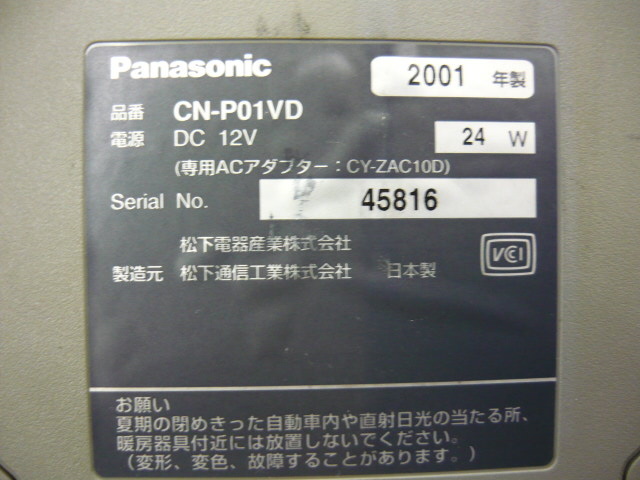 Panasonic
2001 年製
品番 CN-P01VD
電源 DC 12V 24 W
(専用ACアダプター:CY-ZAC10D)
Serial No. 45816
松下電器産業株式会社
製造元 松下通信工業株式会社 日本製
VCI
お願い
夏期の閉めきった自動車内や直射日光の当たる所、
暖房器具付近には放置しないでください。
(変形、変色、故障することがあります。)